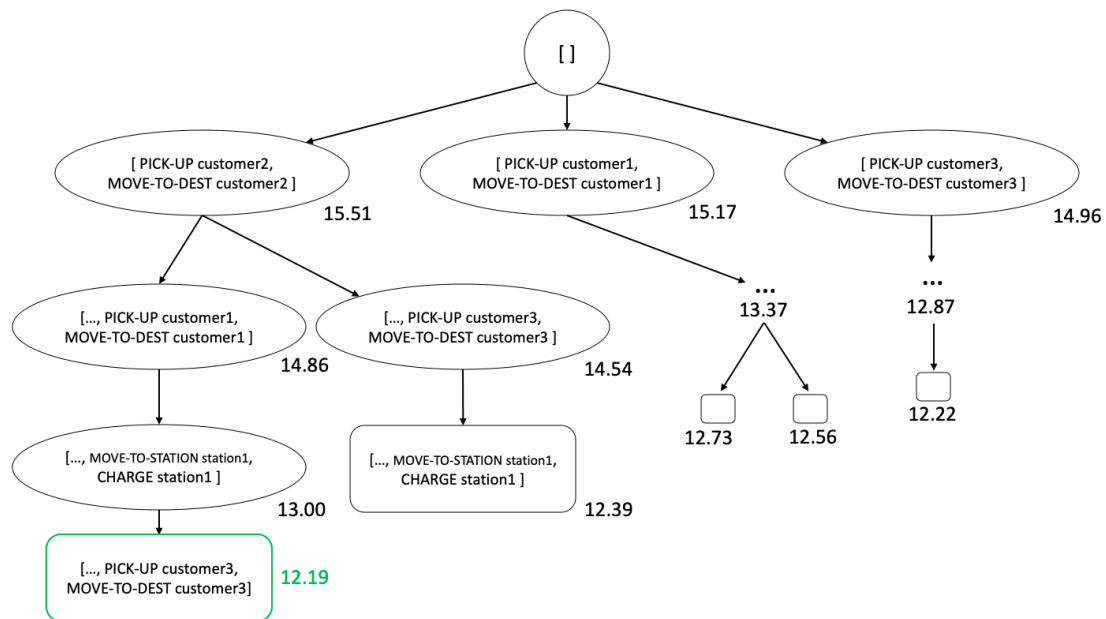 [ ]
[ PICK-UP customer2,
MOVE-TO-DEST customer2 ]
15.51
[ PICK-UP customer1,
MOVE-TO-DEST customer1 ]
15.17
[ PICK-UP customer3,
MOVE-TO-DEST customer3 ]
14.96
[..., PICK-UP customer1,
MOVE-TO-DEST customer1 ]
14.86
[..., PICK-UP customer3,
MOVE-TO-DEST customer3 ]
14.54
...
13.37
...
12.87
12.73
12.56
12.22
[..., MOVE-TO-STATION station1,
CHARGE station1 ]
13.00
[..., MOVE-TO-STATION station1,
CHARGE station1 ]
12.39
[..., PICK-UP customer3,
MOVE-TO-DEST customer3]
12.19